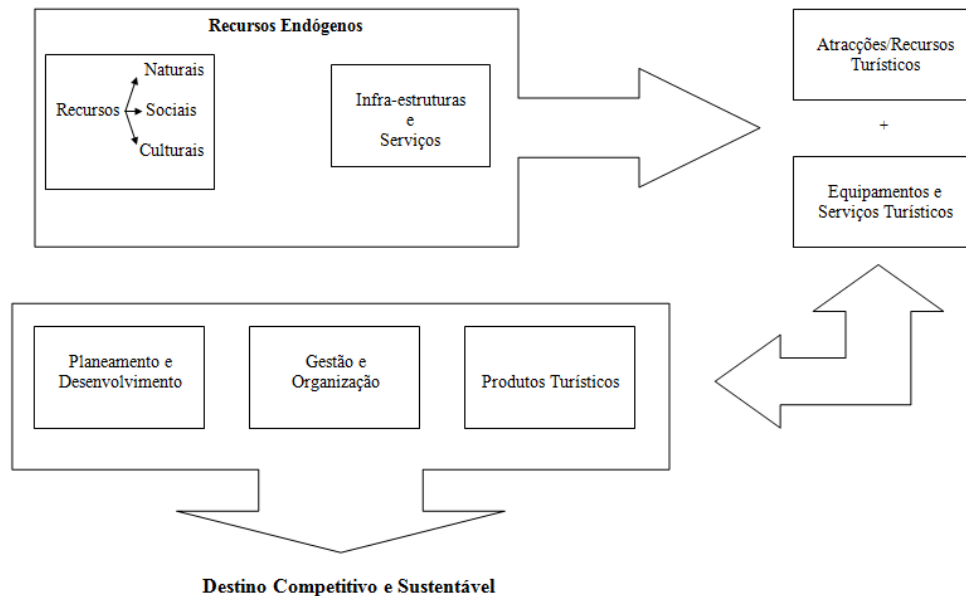 Recursos Endógenos
Naturais
Recursos
Sociais
Culturais
Infra-estruturas
e
Serviços
Atracções/Recursos
Turísticos
+
Equipamentos e
Serviços Turísticos
Planeamento e
Desenvolvimento
Gestão e
Organização
Produtos Turísticos
Destino Competitivo e Sustentável